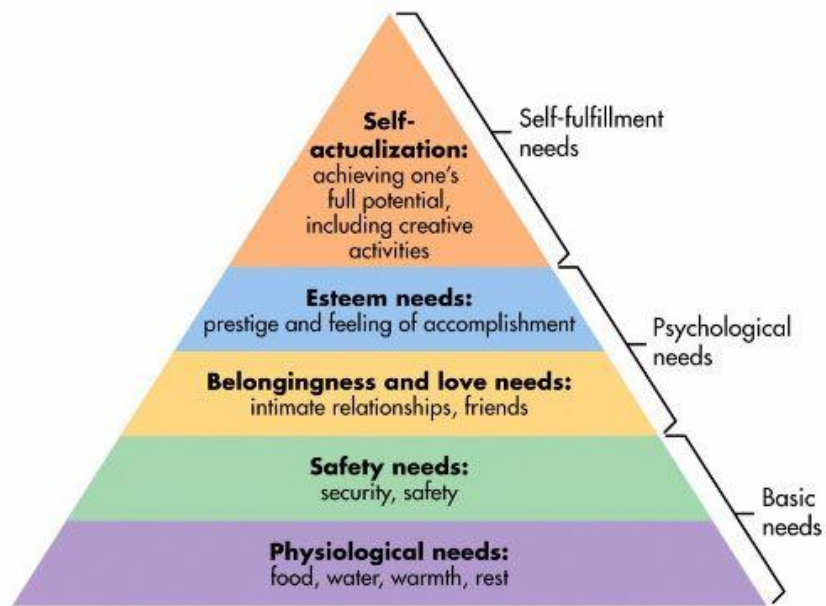 Self-
actualization:
achieving one's
full potential,
including creative
activities
Self-fulfillment
needs
Esteem needs:
prestige and feeling of accomplishment
Belongingness and love needs:
intimate relationships, friends
Psychological
needs
Safety needs:
security, safety
Physiological needs:
food, water, warmth, rest
Basic
needs